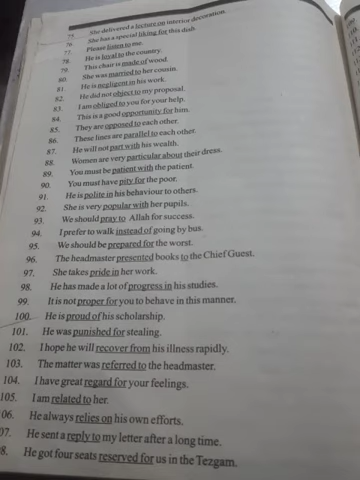 75. She delivered a lecture on interior decoration.
76. She has a special liking for this dish.
77. Please listen to me.
78. He is loyal to the country.
79. This chair is made of wood.
80. She was married to her cousin.
81. He is negligent in his work.
82. He did not object to my proposal.
83. I am obliged to you for your help.
84. This is a good opportunity for him.
85. They are opposed to each other.
86. These lines are parallel to each other.
87. He will not part with his wealth.
88. Women are very particular about their dress.
89. You must be patient with the patient.
90. You must have pity for the poor.
91. He is polite in his behaviour to others.
92. She is very popular with her pupils.
93. We should pray to Allah for success.
94. I prefer to walk instead of going by bus.
95. We should be prepared for the worst.
96. The headmaster presented books to the Chief Guest.
97. She takes pride in her work.
98. He has made a lot of progress in his studies.
99. It is not proper for you to behave in this manner.
100. He is proud of his scholarship.
101. He was punished for stealing.
102. I hope he will recover from his illness rapidly.
103. The matter was referred to the headmaster.
104. I have great regard for your feelings.
105. I am related to her.
06. He always relies on his own efforts.
07. He sent a reply to my letter after a long time.
8. He got four seats reserved for us in the Tezgam.